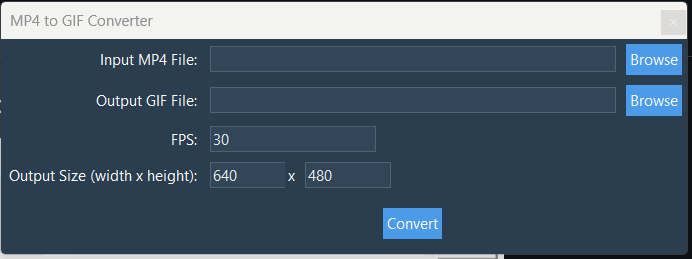 MP4 to GIF Converter ×
Input MP4 File: Browse
Output GIF File: Browse
FPS: 30
Output Size (width x height): 640 x 480
Convert